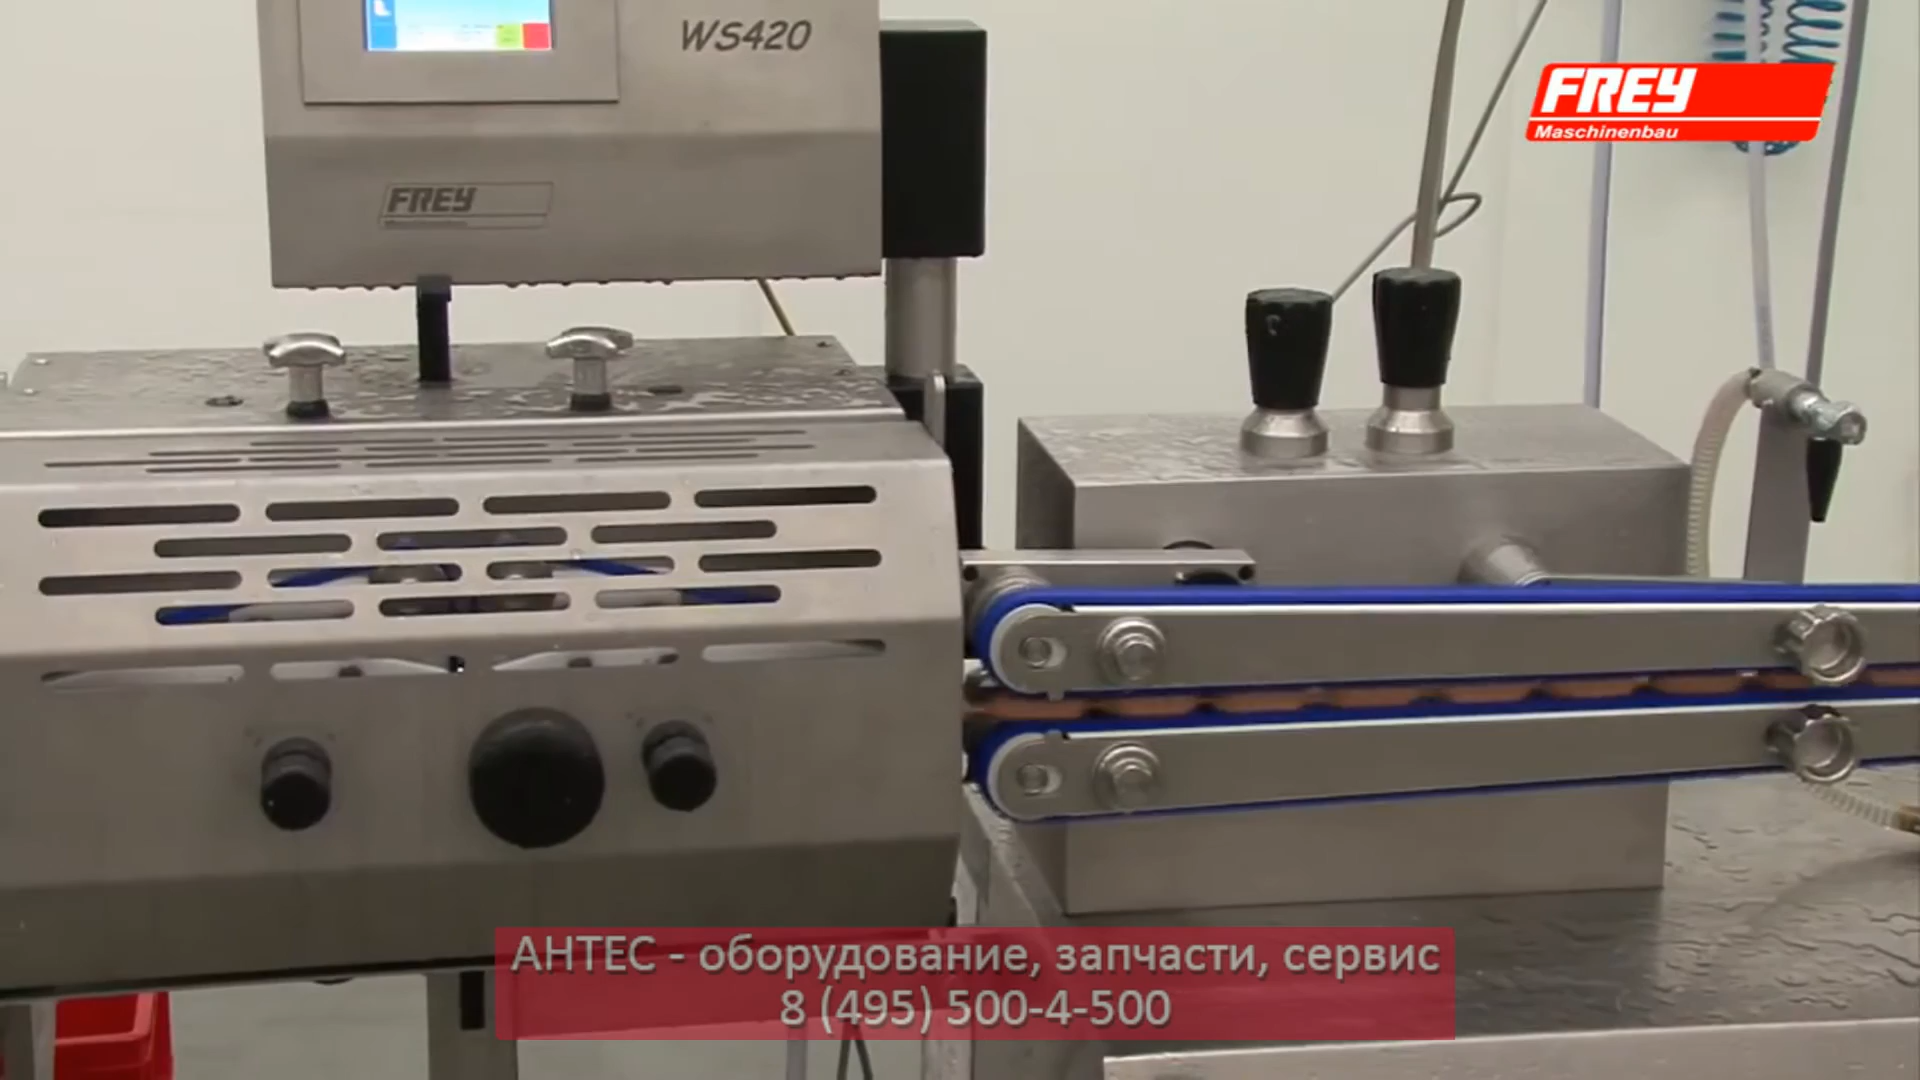 WS420
FREY
Maschinenbau
FREY
АНТЕС - оборудование, запчасти, сервис
8 (495) 500-4-500